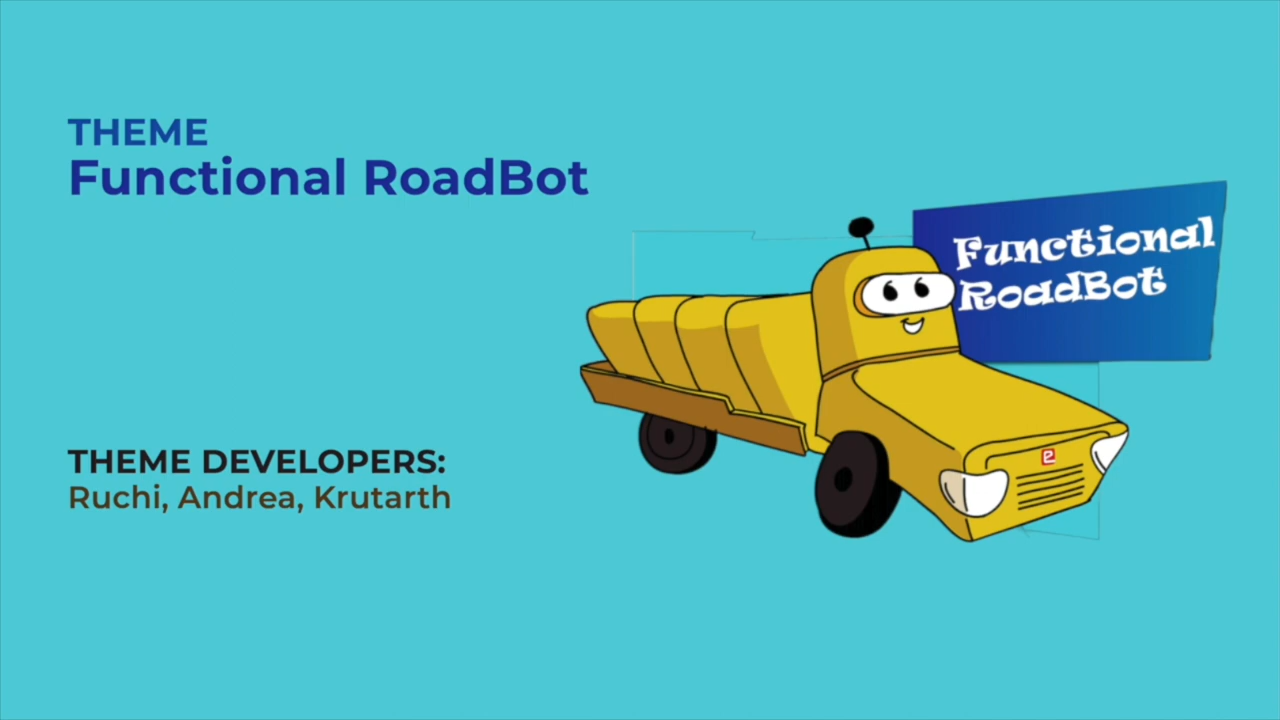 THEME
Functional RoadBot
Functional
RoadBot
e
THEME DEVELOPERS:
Ruchi, Andrea, Krutarth